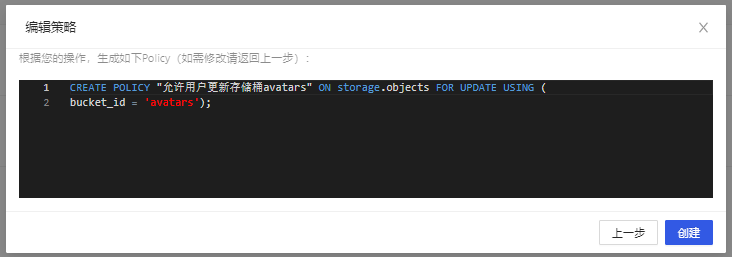 编辑策略
根据您的操作，生成如下Policy（如需修改请返回上一步）：
1 CREATE POLICY "允许用户更新存储桶avatars" ON storage.objects FOR UPDATE USING (
2 bucket_id = 'avatars');
上一步 创建